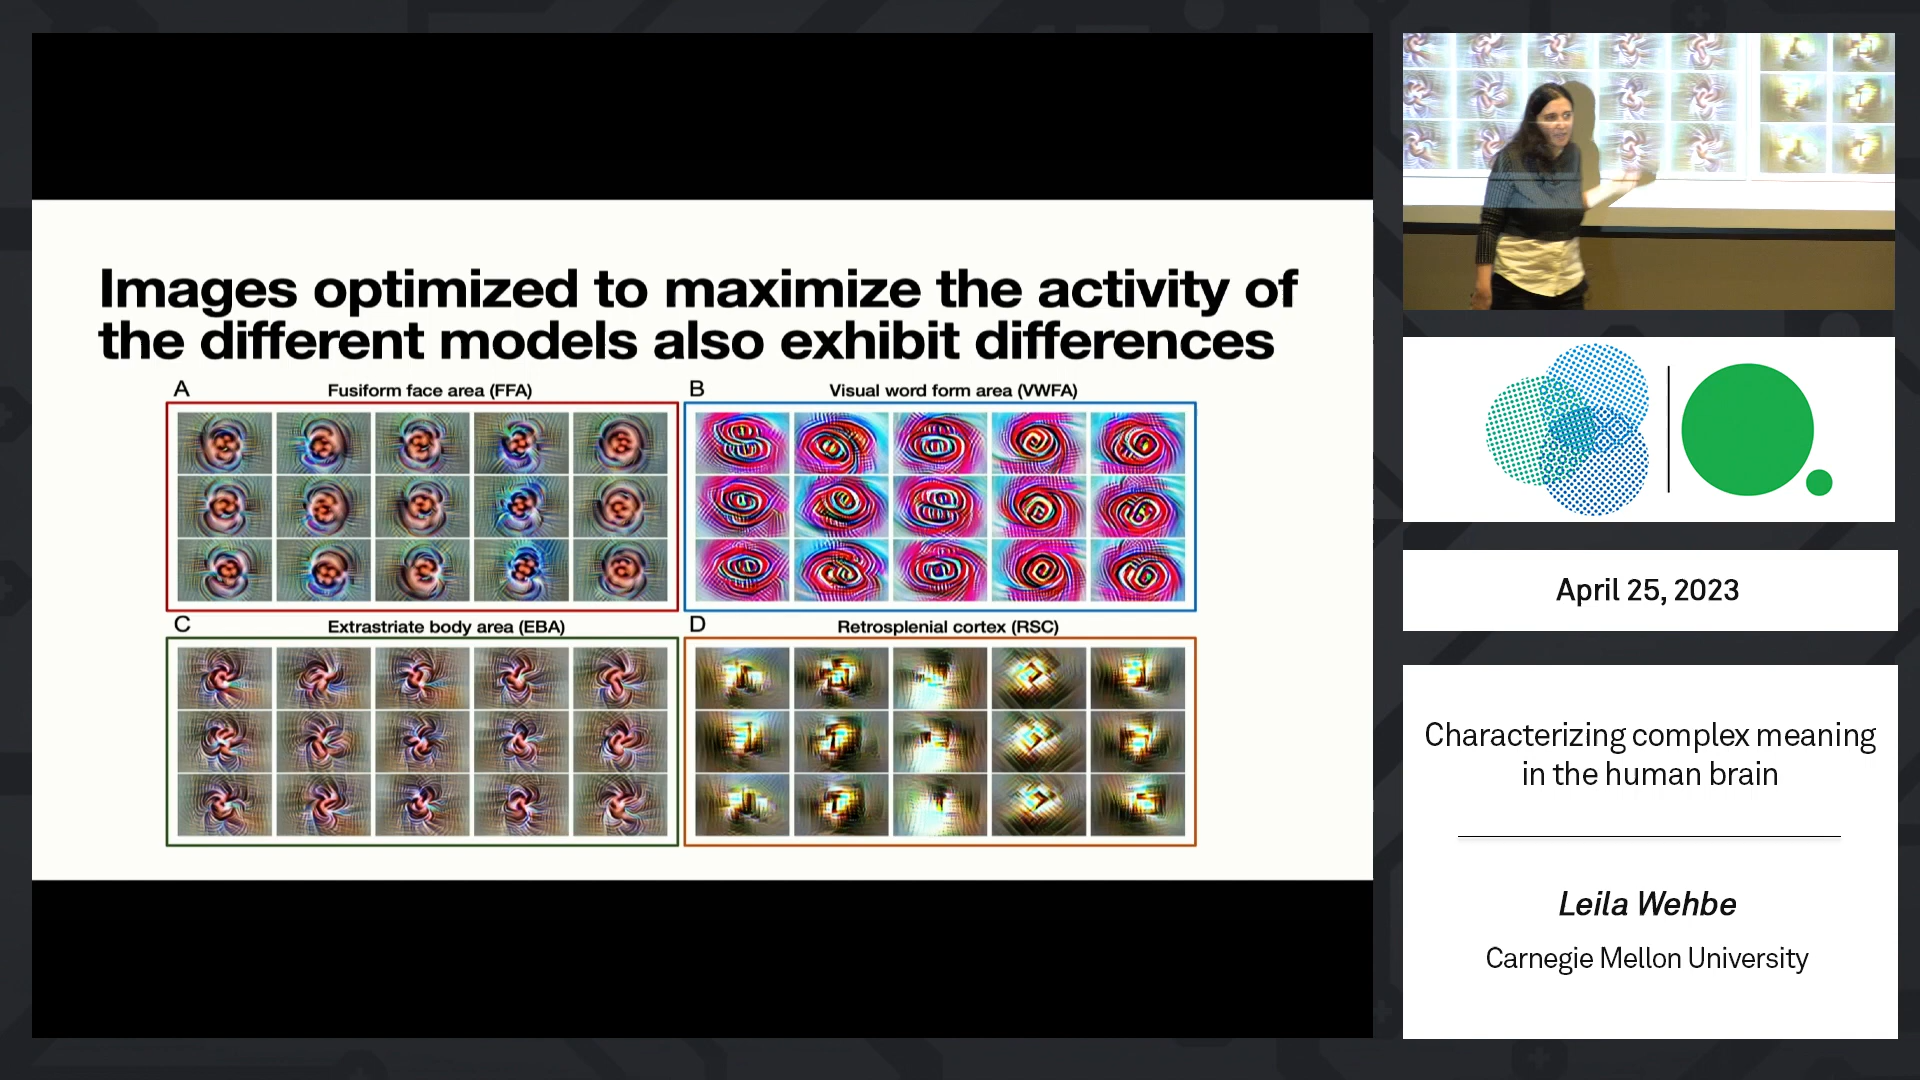 Images optimized to maximize the activity of
the different models also exhibit differences
A
Fusiform face area (FFA)
B
Visual word form area (VWFA)
C
Extrastriate body area (EBA)
D
Retrosplenial cortex (RSC)
April 25, 2023
Characterizing complex meaning
in the human brain
Leila Wehbe
Carnegie Mellon University